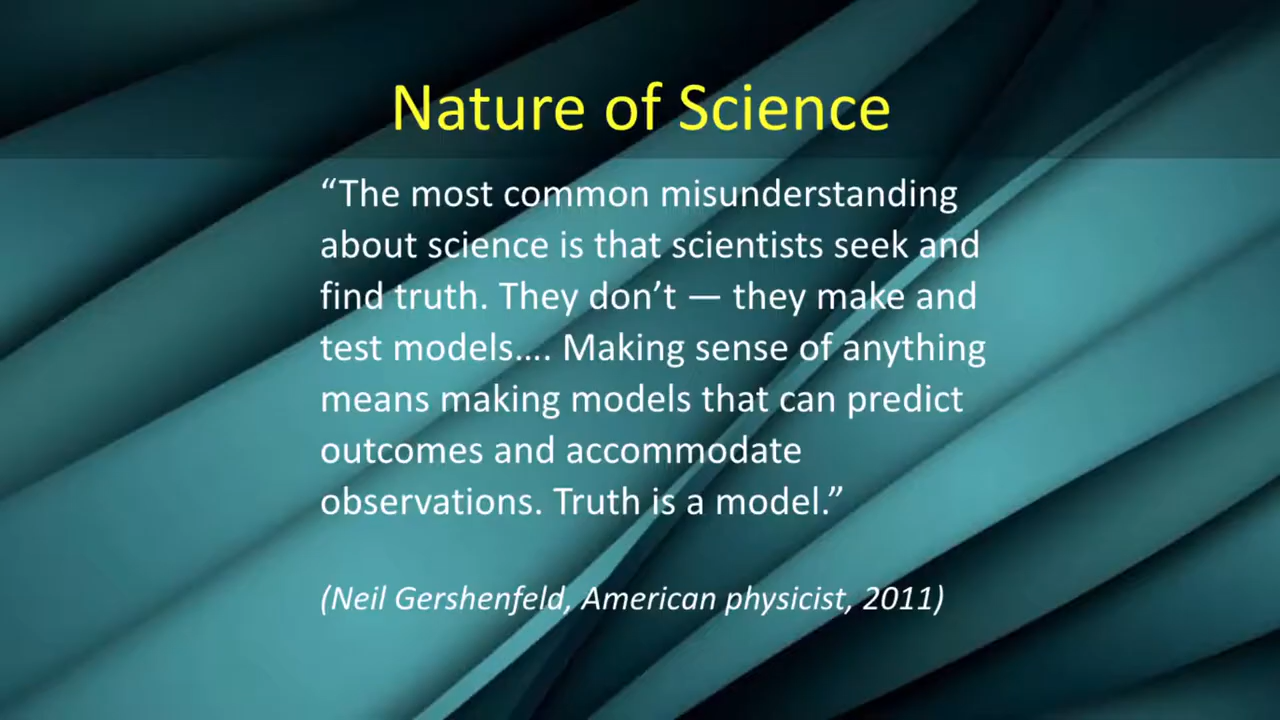 Nature of Science
“The most common misunderstanding
about science is that scientists seek and
find truth. They don’t — they make and
test models…. Making sense of anything
means making models that can predict
outcomes and accommodate
observations. Truth is a model.”
(Neil Gershenfeld, American physicist, 2011)